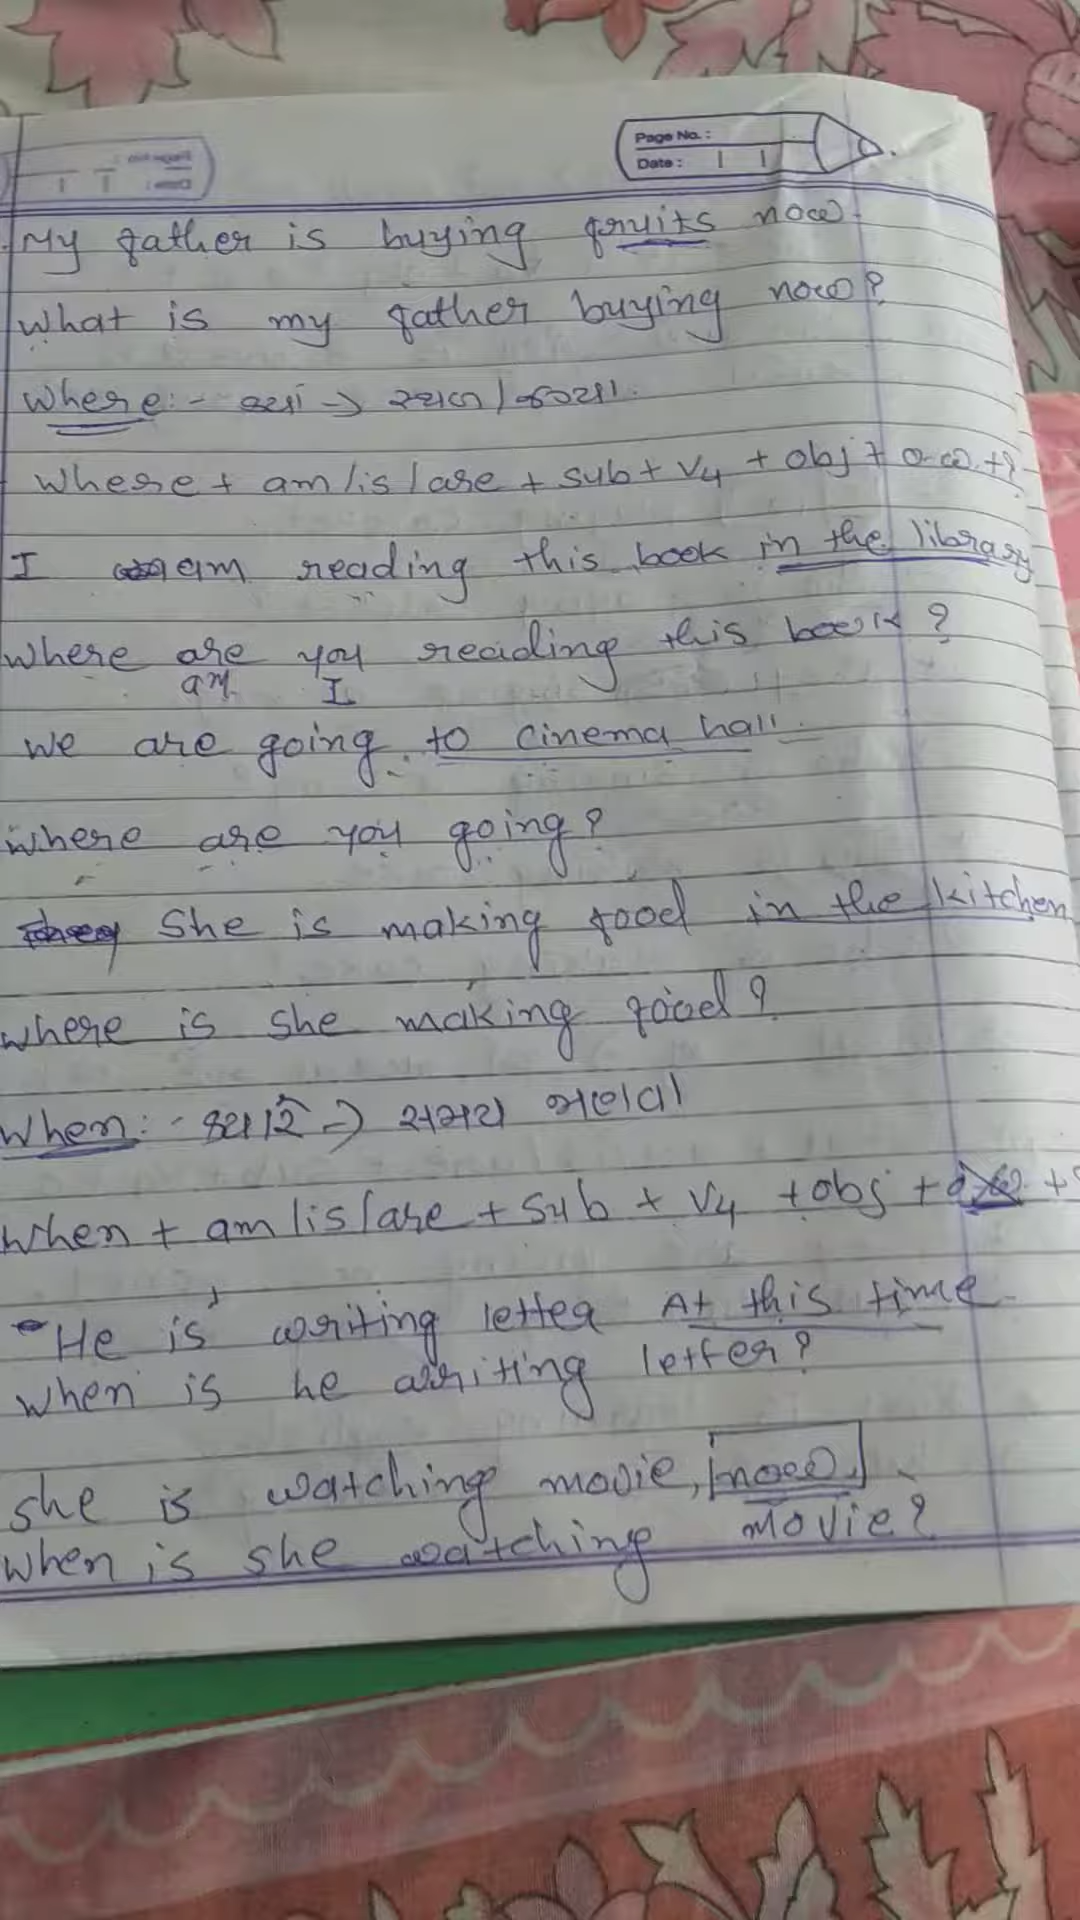 Page No. :
Date :
My father is buying fruits now.
What is my father buying now?
Where:- ક્યાં → સ્થળ / જગ્યા.
Where + am / is / are + sub + V4 + obj + o.w. + ?
I am reading this book in the library
Where are you reading this book ?
am I
We are going to cinema hall.
Where are you going?
She is making food in the kitchen
Where is she making food ?
When: - ક્યારે → સમય
When + am / is / are + sub + V4 + obj + +
He is writing letter At this time.
When is he writing letter?
She is watching movie, now.
When is she watching movie?